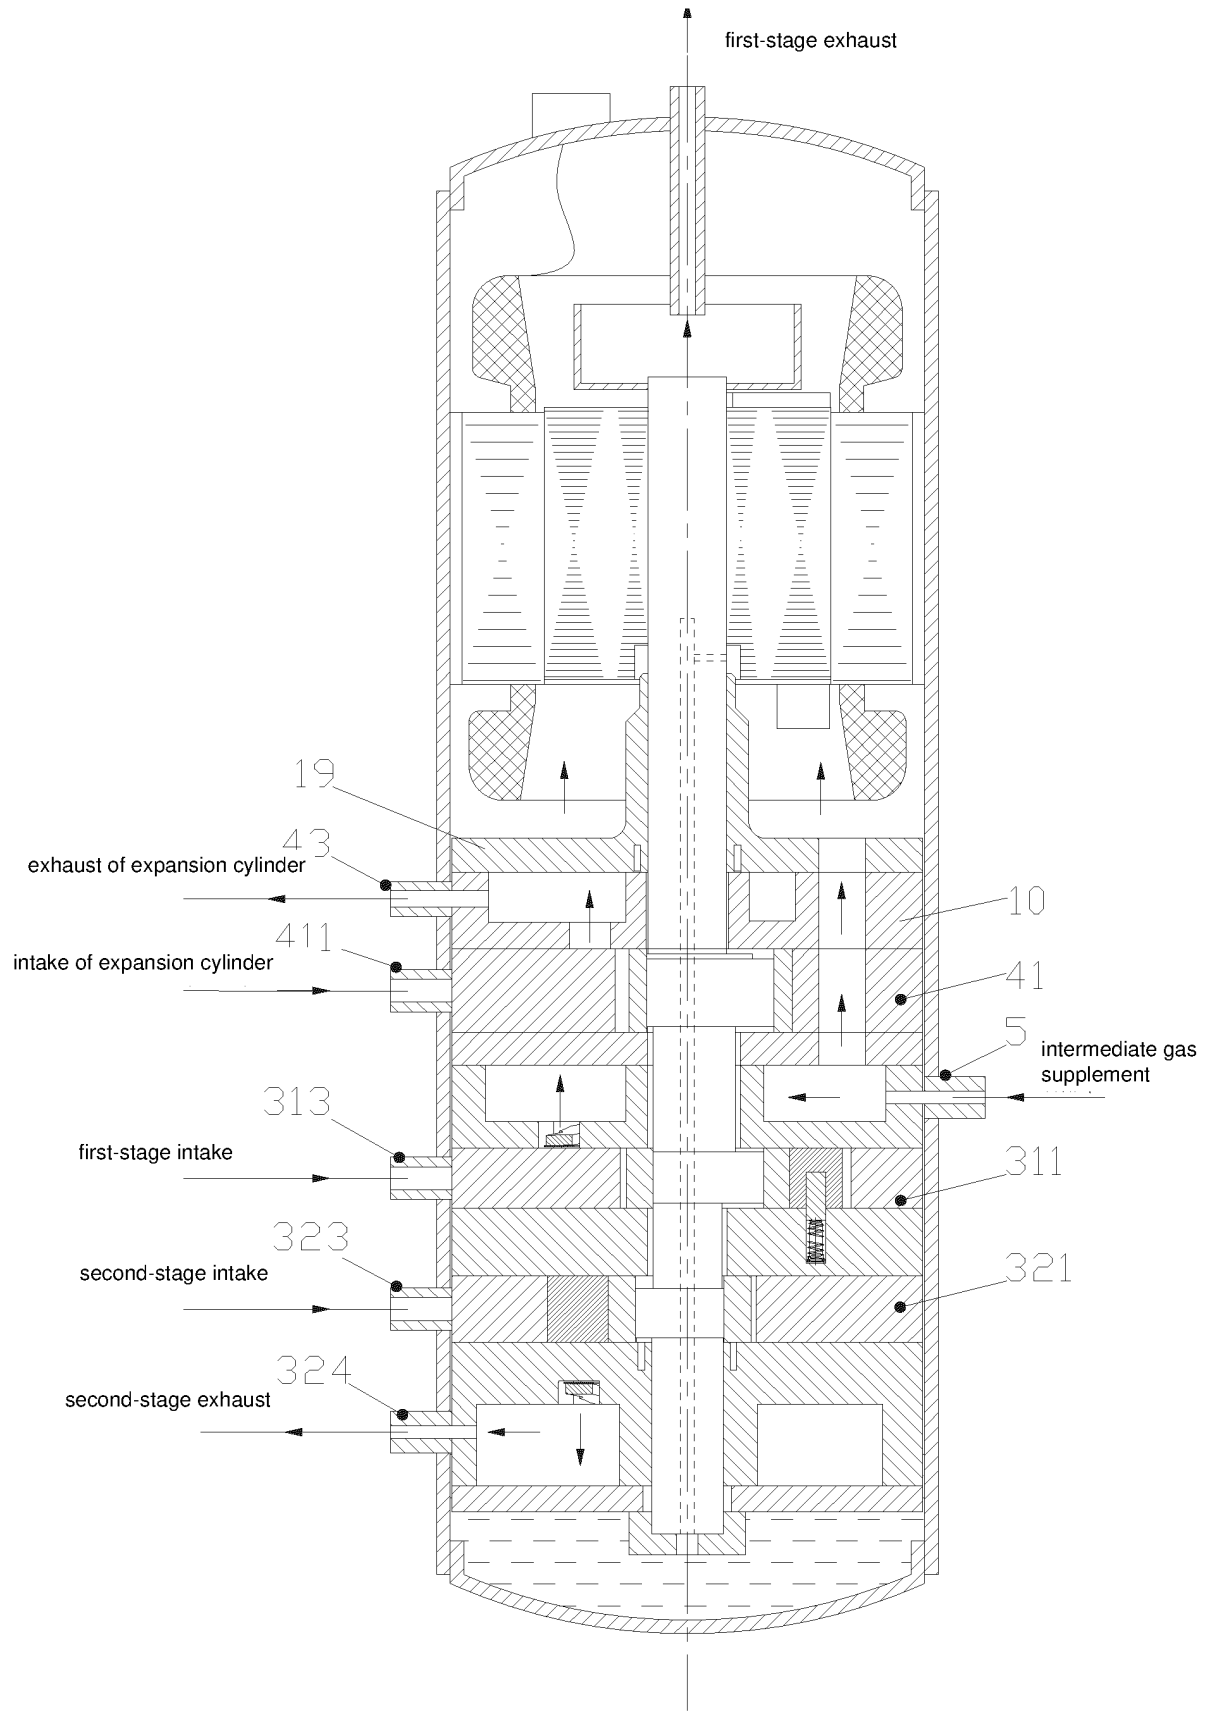 first-stage exhaust
19
43
exhaust of expansion cylinder
10
411
intake of expansion cylinder
41
5
intermediate gas
supplement
313
first-stage intake
311
323
second-stage intake
321
324
second-stage exhaust